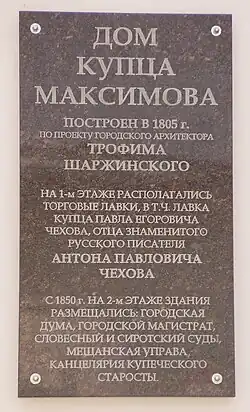 ДОМ
КУПЦА
МАКСИМОВА
ПОСТРОЕН В 1805 г.
ПО ПРОЕКТУ ГОРОДСКОГО АРХИТЕКТОРА
ТРОФИМА
ШАРЖИНСКОГО
НА 1-м ЭТАЖЕ РАСПОЛАГАЛИСЬ
ТОРГОВЫЕ ЛАВКИ, В Т.Ч. ЛАВКА
КУПЦА ПАВЛА ЕГОРОВИЧА
ЧЕХОВА, ОТЦА ЗНАМЕНИТОГО
РУССКОГО ПИСАТЕЛЯ
АНТОНА ПАВЛОВИЧА
ЧЕХОВА
С 1850 г. НА 2-м ЭТАЖЕ ЗДАНИЯ
РАЗМЕЩАЛИСЬ: ГОРОДСКАЯ
ДУМА, ГОРОДСКОЙ МАГИСТРАТ,
СЛОВЕСНЫЙ И СИРОТСКИЙ СУДЫ,
МЕЩАНСКАЯ УПРАВА,
КАНЦЕЛЯРИЯ КУПЕЧЕСКОГО
СТАРОСТЫ.